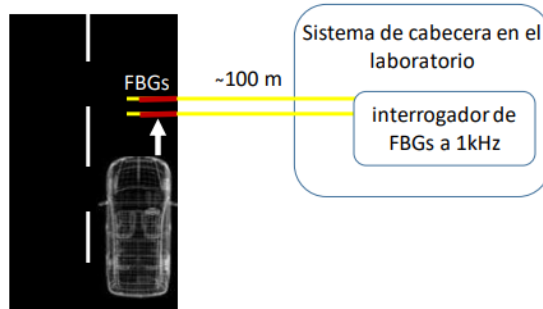 Sistema de cabecera en el
laboratorio
FBGs
~100 m
interrogador de
FBGs a 1kHz